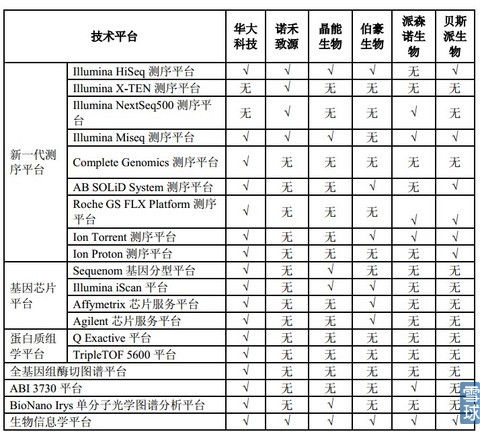 技术平台 华大科技 诺禾致源 晶能生物 伯豪生物 派森诺生物 贝斯派生物
新一代测序平台
Illumina HiSeq 测序平台 √ √ √ √ 无 √
Illumina X-TEN 测序平台 无 √ 无 无 无 无
Illumina NextSeq500 测序平台 无 √ 无 无 √ 无
Illumina Miseq 测序平台 √ √ √ 无 √ √
Complete Genomics 测序平台 √ 无 无 无 无 无
AB SOLiD System 测序平台 √ 无 无 √ 无 √
Roche GS FLX Platform 测序平台 √ 无 无 无 √ √
Ion Torrent 测序平台 √ 无 无 √ √ √
Ion Proton 测序平台 √ 无 无 无 无 √
基因芯片平台
Sequenom 基因分型平台 √ 无 √ 无 无 无
Illumina iScan 平台 √ 无 √ √ 无 无
Affymetrix 芯片服务平台 √ 无 无 √ 无 无
Agilent 芯片服务平台 √ 无 无 √ 无 无
蛋白质组学平台
Q Exactive 平台 √ 无 无 无 无 无
TripleTOF 5600 平台 √ 无 无 无 无 无
全基因组酶切图谱平台 √ 无 无 无 无 无
ABI 3730 平台 √ 无 无 无 √ 无
BioNano Irys 单分子光学图谱分析平台 √ 无 √ 无 无 无
生物信息学平台 √ √ √ √ √ √
雪球